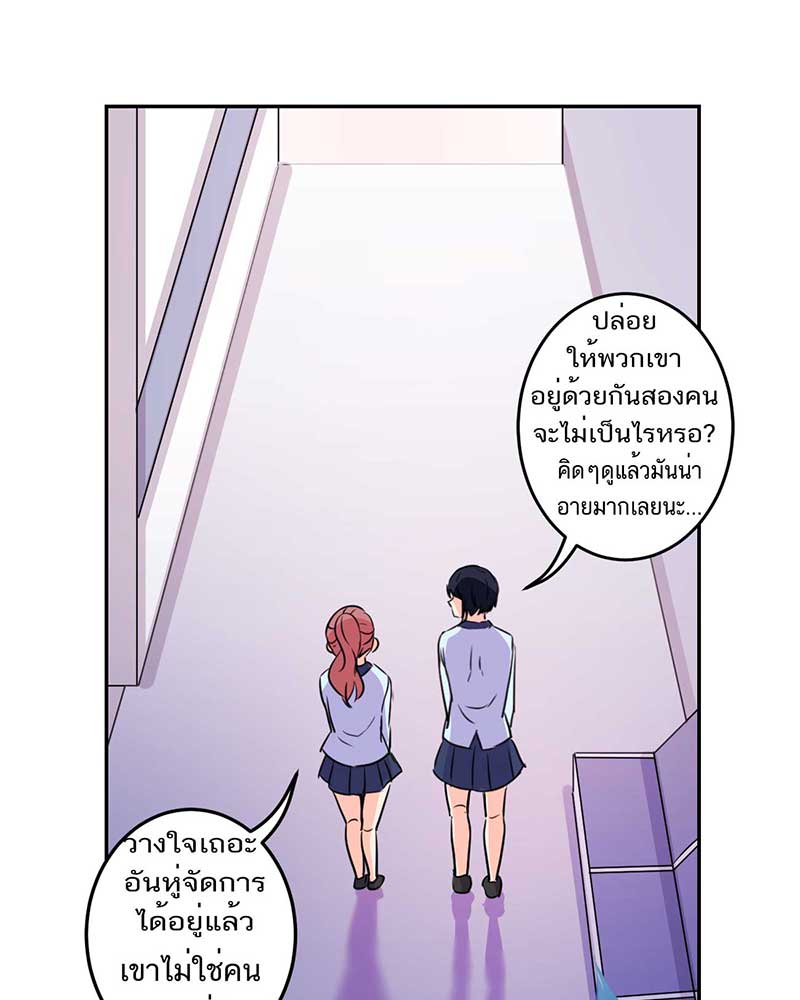 ปล่อย
ให้พวกเขา
อยู่ด้วยกันสองคน
จะไม่เป็นไรหรอ?
คิดๆดูแล้วมันน่า
อายมากเลยนะ...
วางใจเถอะ
อันหู่จัดการ
ได้อยู่แล้ว
เขาไม่ใช่คน